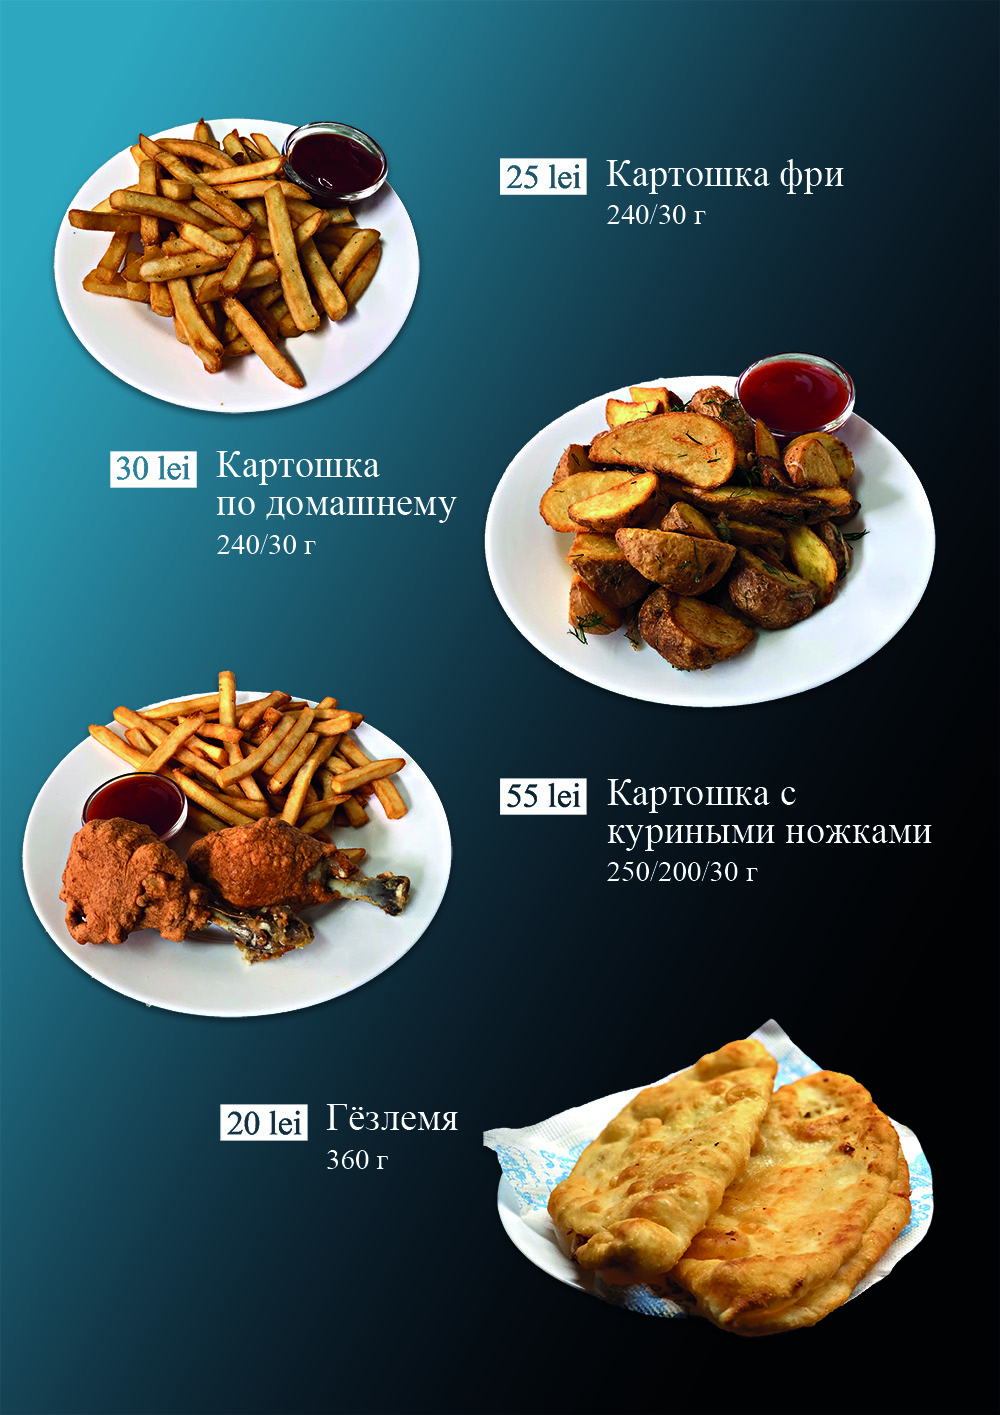 25 lei Картошка фри
240/30 г
30 lei Картошка
по домашнему
240/30 г
55 lei Картошка с
куриными ножками
250/200/30 г
20 lei Гёзлемя
360 г